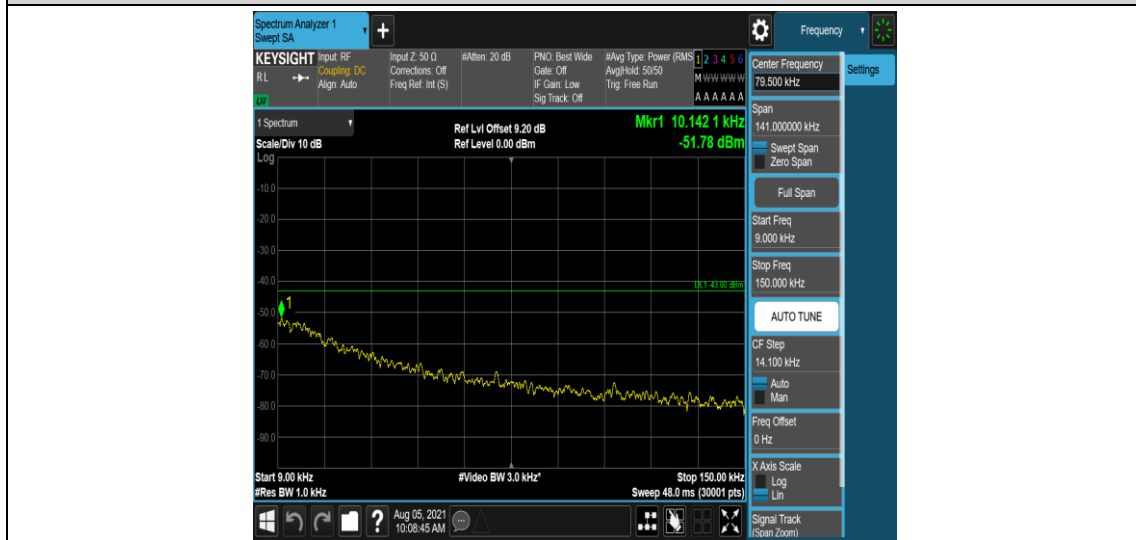 Spectrum Analyzer 1
Swept SA
+
Frequency
KEYSIGHT
RL
LXI
Input: RF
Coupling: DC
Align: Auto
Input Z: 50 Ω
Corrections: Off
Freq Ref: Int (S)
#Atten: 20 dB
PNO: Best Wide
Gate: Off
IF Gain: Low
Sig Track: Off
#Avg Type: Power (RMS
Avg|Hold: 50/50
Trig: Free Run
1 2 3 4 5 6
M W W W W W
A A A A A A
1 Spectrum
Scale/Div 10 dB
Ref Lvl Offset 9.20 dB
Ref Level 0.00 dBm
Mkr1 10.142 1 kHz
-51.78 dBm
Log
-10.0
-20.0
-30.0
-40.0
DL1 -43.00 dBm
1
-50.0
-60.0
-70.0
-80.0
-90.0
Start 9.00 kHz
#Res BW 1.0 kHz
#Video BW 3.0 kHz*
Stop 150.00 kHz
Sweep 48.0 ms (30001 pts)
?
Aug 05, 2021
10:08:45 AM
Center Frequency
79.500 kHz
Settings
Span
141.000000 kHz
Swept Span
Zero Span
Full Span
Start Freq
9.000 kHz
Stop Freq
150.000 kHz
AUTO TUNE
CF Step
14.100 kHz
Auto
Man
Freq Offset
0 Hz
X Axis Scale
Log
Lin
Signal Track
(Span Zoom)